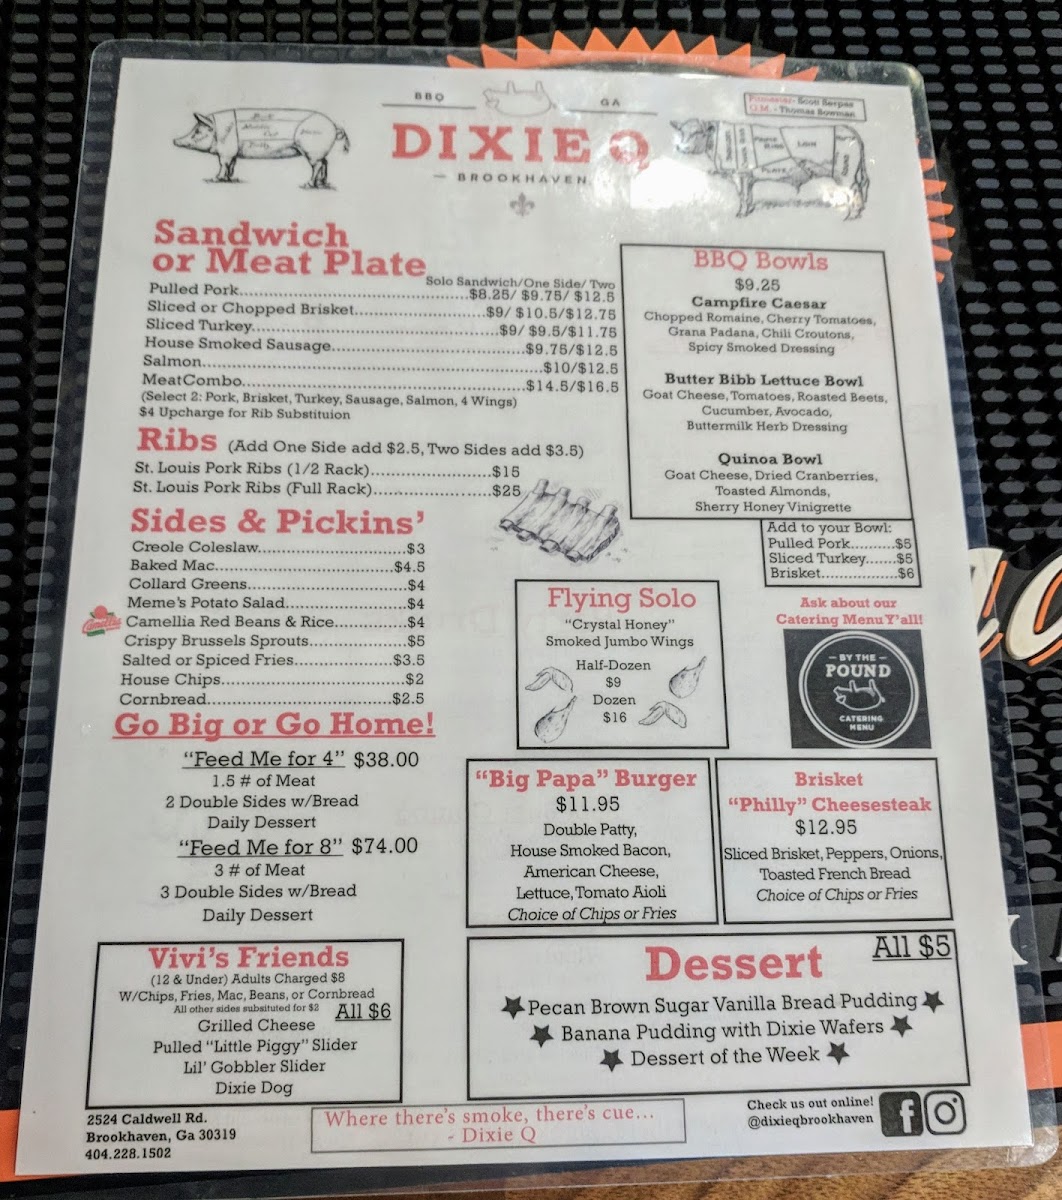 BBQ GA
Pitmaster- Scott Serpas
G.M. - Thomas Bowman
DIXIE Q
— BROOKHAVEN
Sandwich
or Meat Plate
Solo Sandwich/One Side/ Two
Pulled Pork...$8.25/ $9.75/ $12.5
Sliced or Chopped Brisket...$9/ $10.5/$12.75
Sliced Turkey...$9/ $9.5/$11.75
House Smoked Sausage...$9.75/$12.5
Salmon...$10/$12.5
MeatCombo...$14.5/$16.5
(Select 2: Pork, Brisket, Turkey, Sausage, Salmon, 4 Wings)
$4 Upcharge for Rib Substituion
Ribs (Add One Side add $2.5, Two Sides add $3.5)
St. Louis Pork Ribs (1/2 Rack)...$15
St. Louis Pork Ribs (Full Rack)...$25
Sides & Pickins'
Creole Coleslaw...$3
Baked Mac...$4.5
Collard Greens...$4
Meme's Potato Salad...$4
Camellia
Camellia Red Beans & Rice...$4
Crispy Brussels Sprouts...$5
Salted or Spiced Fries...$3.5
House Chips...$2
Cornbread...$2.5
Go Big or Go Home!
"Feed Me for 4" $38.00
1.5 # of Meat
2 Double Sides w/Bread
Daily Dessert
"Feed Me for 8" $74.00
3 # of Meat
3 Double Sides w/Bread
Daily Dessert
Vivi's Friends
(12 & Under) Adults Charged $8
W/Chips, Fries, Mac, Beans, or Cornbread
All other sides subsituted for $2 All $6
Grilled Cheese
Pulled "Little Piggy" Slider
Lil' Gobbler Slider
Dixie Dog
BBQ Bowls
$9.25
Campfire Caesar
Chopped Romaine, Cherry Tomatoes,
Grana Padana, Chili Croutons,
Spicy Smoked Dressing
Butter Bibb Lettuce Bowl
Goat Cheese, Tomatoes, Roasted Beets,
Cucumber, Avocado,
Buttermilk Herb Dressing
Quinoa Bowl
Goat Cheese, Dried Cranberries,
Toasted Almonds,
Sherry Honey Vinigrette
Add to your Bowl:
Pulled Pork...$5
Sliced Turkey...$5
Brisket...$6
Flying Solo
"Crystal Honey"
Smoked Jumbo Wings
Half-Dozen
$9
Dozen
$16
Ask about our
Catering Menu Y'all!
— BY THE —
POUND
CATERING
MENU
"Big Papa" Burger
$11.95
Double Patty,
House Smoked Bacon,
American Cheese,
Lettuce, Tomato Aioli
Choice of Chips or Fries
Brisket
"Philly" Cheesesteak
$12.95
Sliced Brisket, Peppers, Onions,
Toasted French Bread
Choice of Chips or Fries
Dessert All $5
Pecan Brown Sugar Vanilla Bread Pudding
Banana Pudding with Dixie Wafers
Dessert of the Week
2524 Caldwell Rd.
Brookhaven, Ga 30319
404.228.1502
Where there's smoke, there's cue...
- Dixie Q
Check us out online!
@dixieqbrookhaven